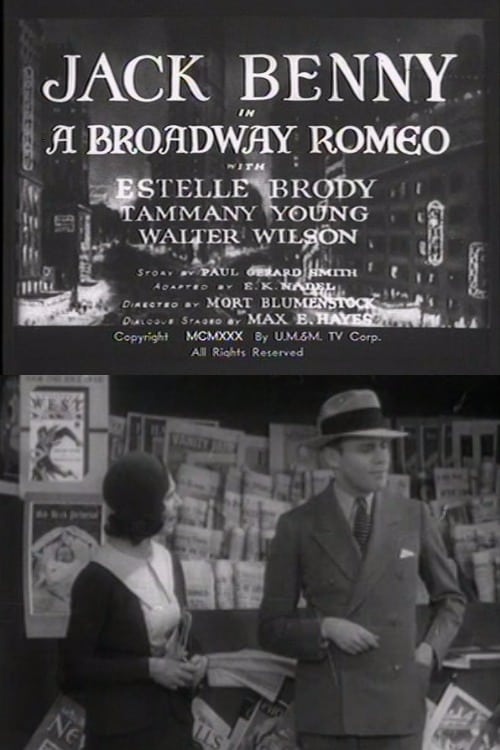 JACK BENNY
IN
A BROADWAY ROMEO
WITH
ESTELLE BRODY
TAMMANY YOUNG
WALTER WILSON
STORY BY PAUL GERARD SMITH
ADAPTED BY E. K. NADEL
DIRECTED BY MORT BLUMENSTOCK
DIALOGUE STAGED BY MAX E. HAYES
Copyright MCMXXX By U.M.&M. TV Corp.
All Rights Reserved
WEST
VANITY FAIR